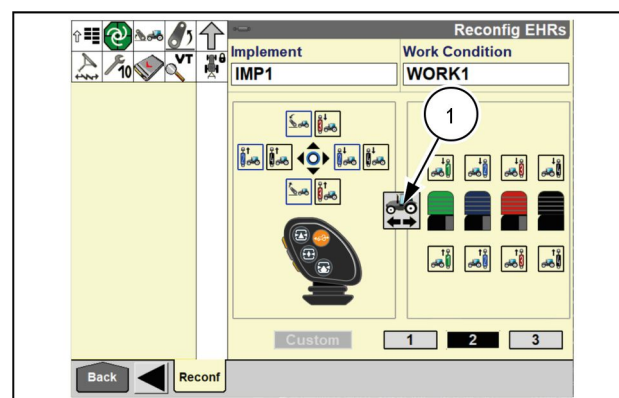 Reconfig EHRs
Implement
Work Condition
IMP1
WORK1
VT
10
1
Custom
1
2
3
Back
Reconf